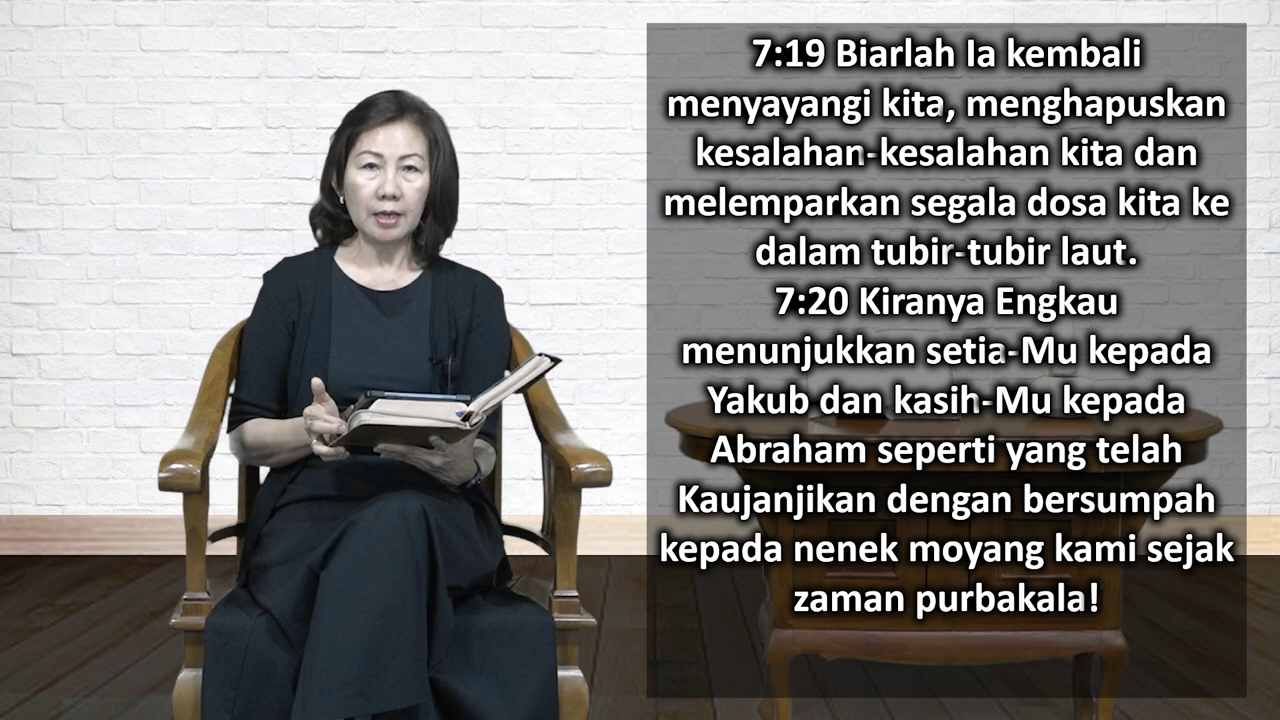 7:19 Biarlah Ia kembali
menyayangi kita, menghapuskan
kesalahan-kesalahan kita dan
melemparkan segala dosa kita ke
dalam tubir-tubir laut.
7:20 Kiranya Engkau
menunjukkan setia-Mu kepada
Yakub dan kasih-Mu kepada
Abraham seperti yang telah
Kaujanjikan dengan bersumpah
kepada nenek moyang kami sejak
zaman purbakala!